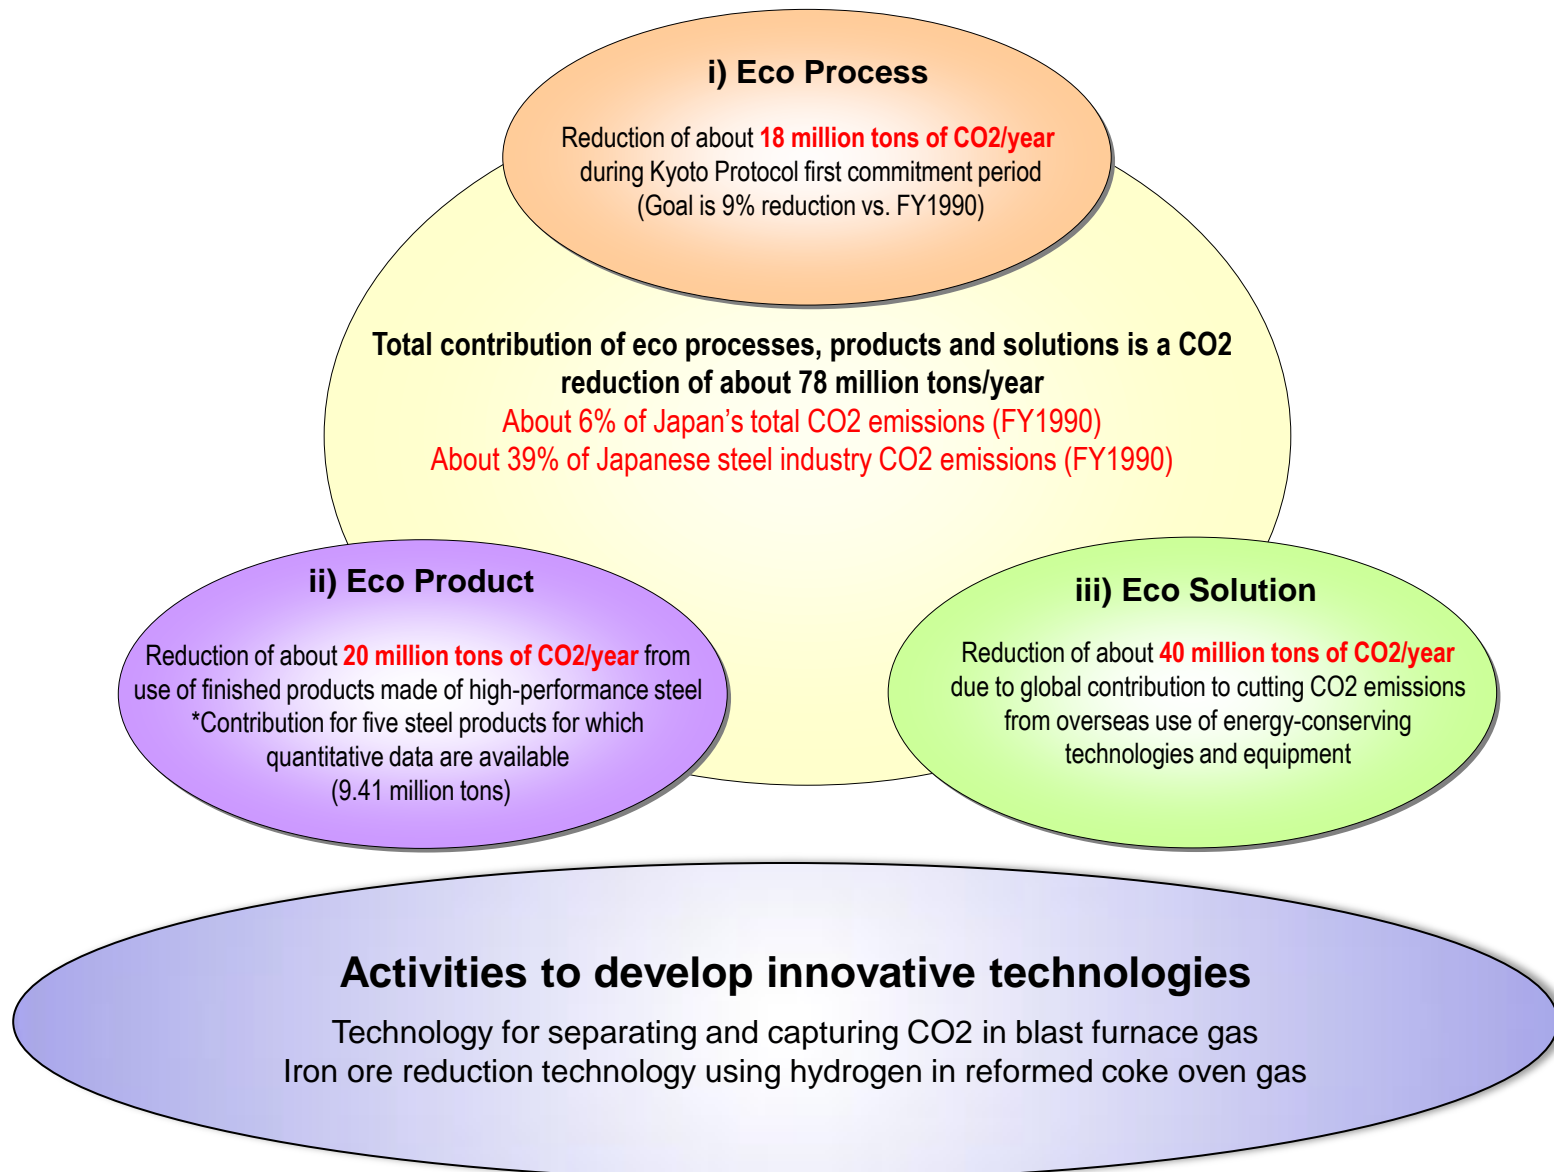 i) Eco Process
Reduction of about 18 million tons of CO2/year
during Kyoto Protocol first commitment period
(Goal is 9% reduction vs. FY1990)
Total contribution of eco processes, products and solutions is a CO2
reduction of about 78 million tons/year
About 6% of Japan’s total CO2 emissions (FY1990)
About 39% of Japanese steel industry CO2 emissions (FY1990)
ii) Eco Product
Reduction of about 20 million tons of CO2/year from
use of finished products made of high-performance steel
*Contribution for five steel products for which
quantitative data are available
(9.41 million tons)
iii) Eco Solution
Reduction of about 40 million tons of CO2/year
due to global contribution to cutting CO2 emissions
from overseas use of energy-conserving
technologies and equipment
Activities to develop innovative technologies
Technology for separating and capturing CO2 in blast furnace gas
Iron ore reduction technology using hydrogen in reformed coke oven gas